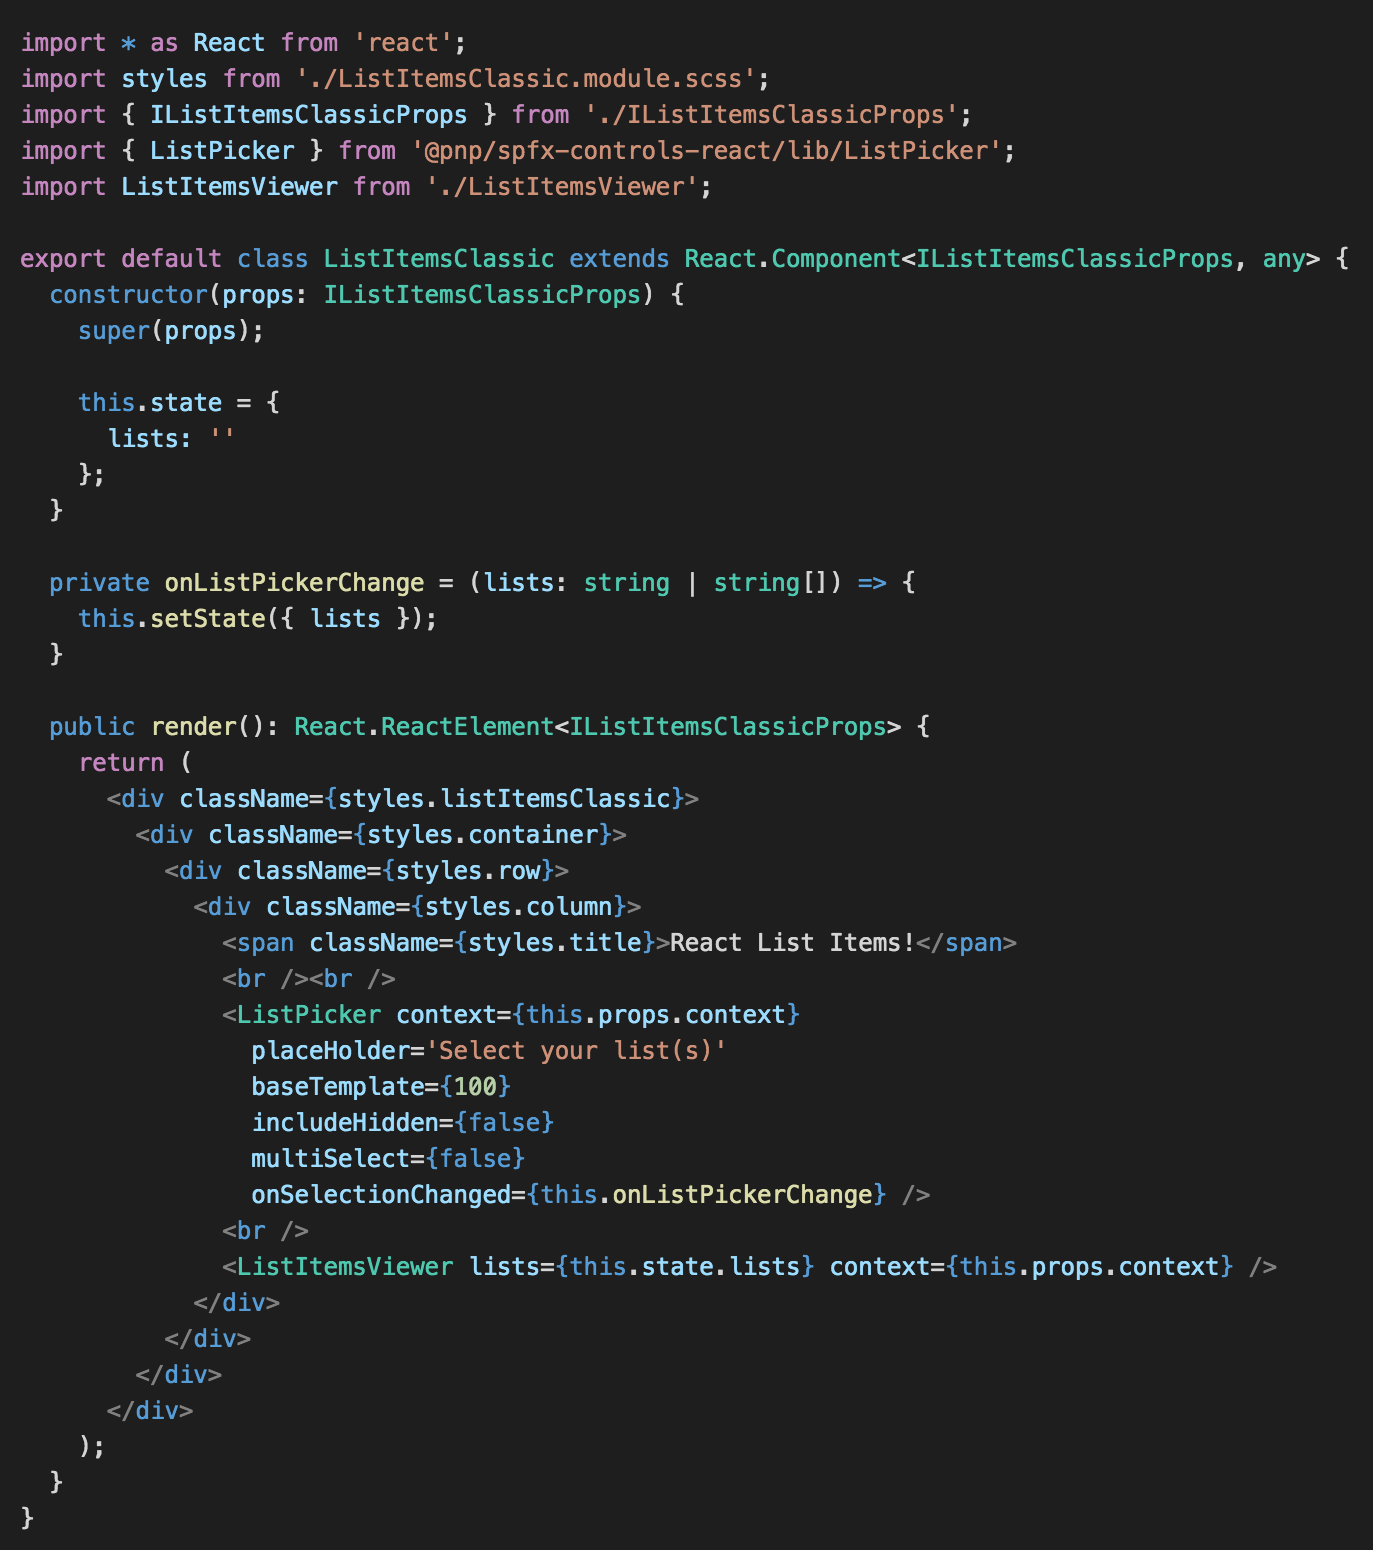 import * as React from 'react';
import styles from './ListItemsClassic.module.scss';
import { IListItemsClassicProps } from './IListItemsClassicProps';
import { ListPicker } from '@pnp/spfx-controls-react/lib/ListPicker';
import ListItemsViewer from './ListItemsViewer';

export default class ListItemsClassic extends React.Component<IListItemsClassicProps, any> {
  constructor(props: IListItemsClassicProps) {
    super(props);

    this.state = {
      lists: ''
    };
  }

  private onListPickerChange = (lists: string | string[]) => {
    this.setState({ lists });
  }

  public render(): React.ReactElement<IListItemsClassicProps> {
    return (
      <div className={styles.listItemsClassic}>
        <div className={styles.container}>
          <div className={styles.row}>
            <div className={styles.column}>
              <span className={styles.title}>React List Items!</span>
              <br /><br />
              <ListPicker context={this.props.context}
                placeHolder='Select your list(s)'
                baseTemplate={100}
                includeHidden={false}
                multiSelect={false}
                onSelectionChanged={this.onListPickerChange} />
              <br />
              <ListItemsViewer lists={this.state.lists} context={this.props.context} />
            </div>
          </div>
        </div>
      </div>
    );
  }
}